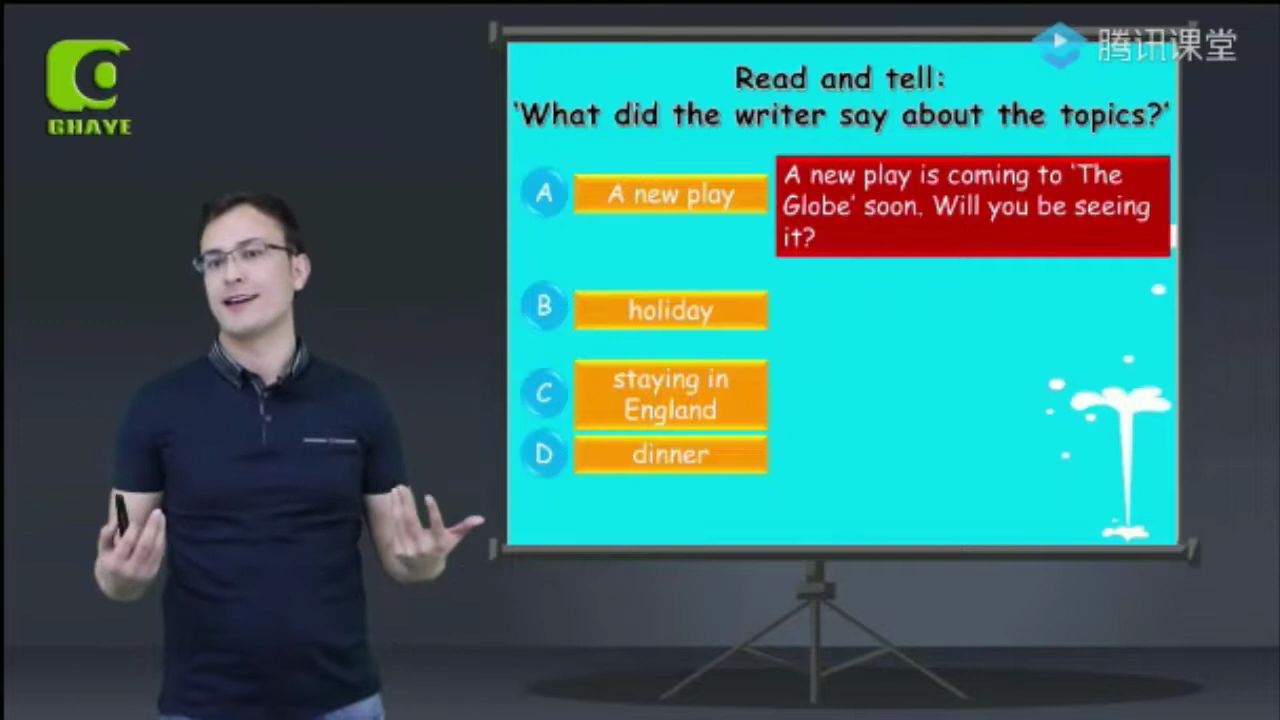 GHAYE
腾讯课堂
Read and tell:
'What did the writer say about the topics?'
A
A new play
A new play is coming to 'The
Globe' soon. Will you be seeing
it?
B
holiday
C
staying in
England
D
dinner